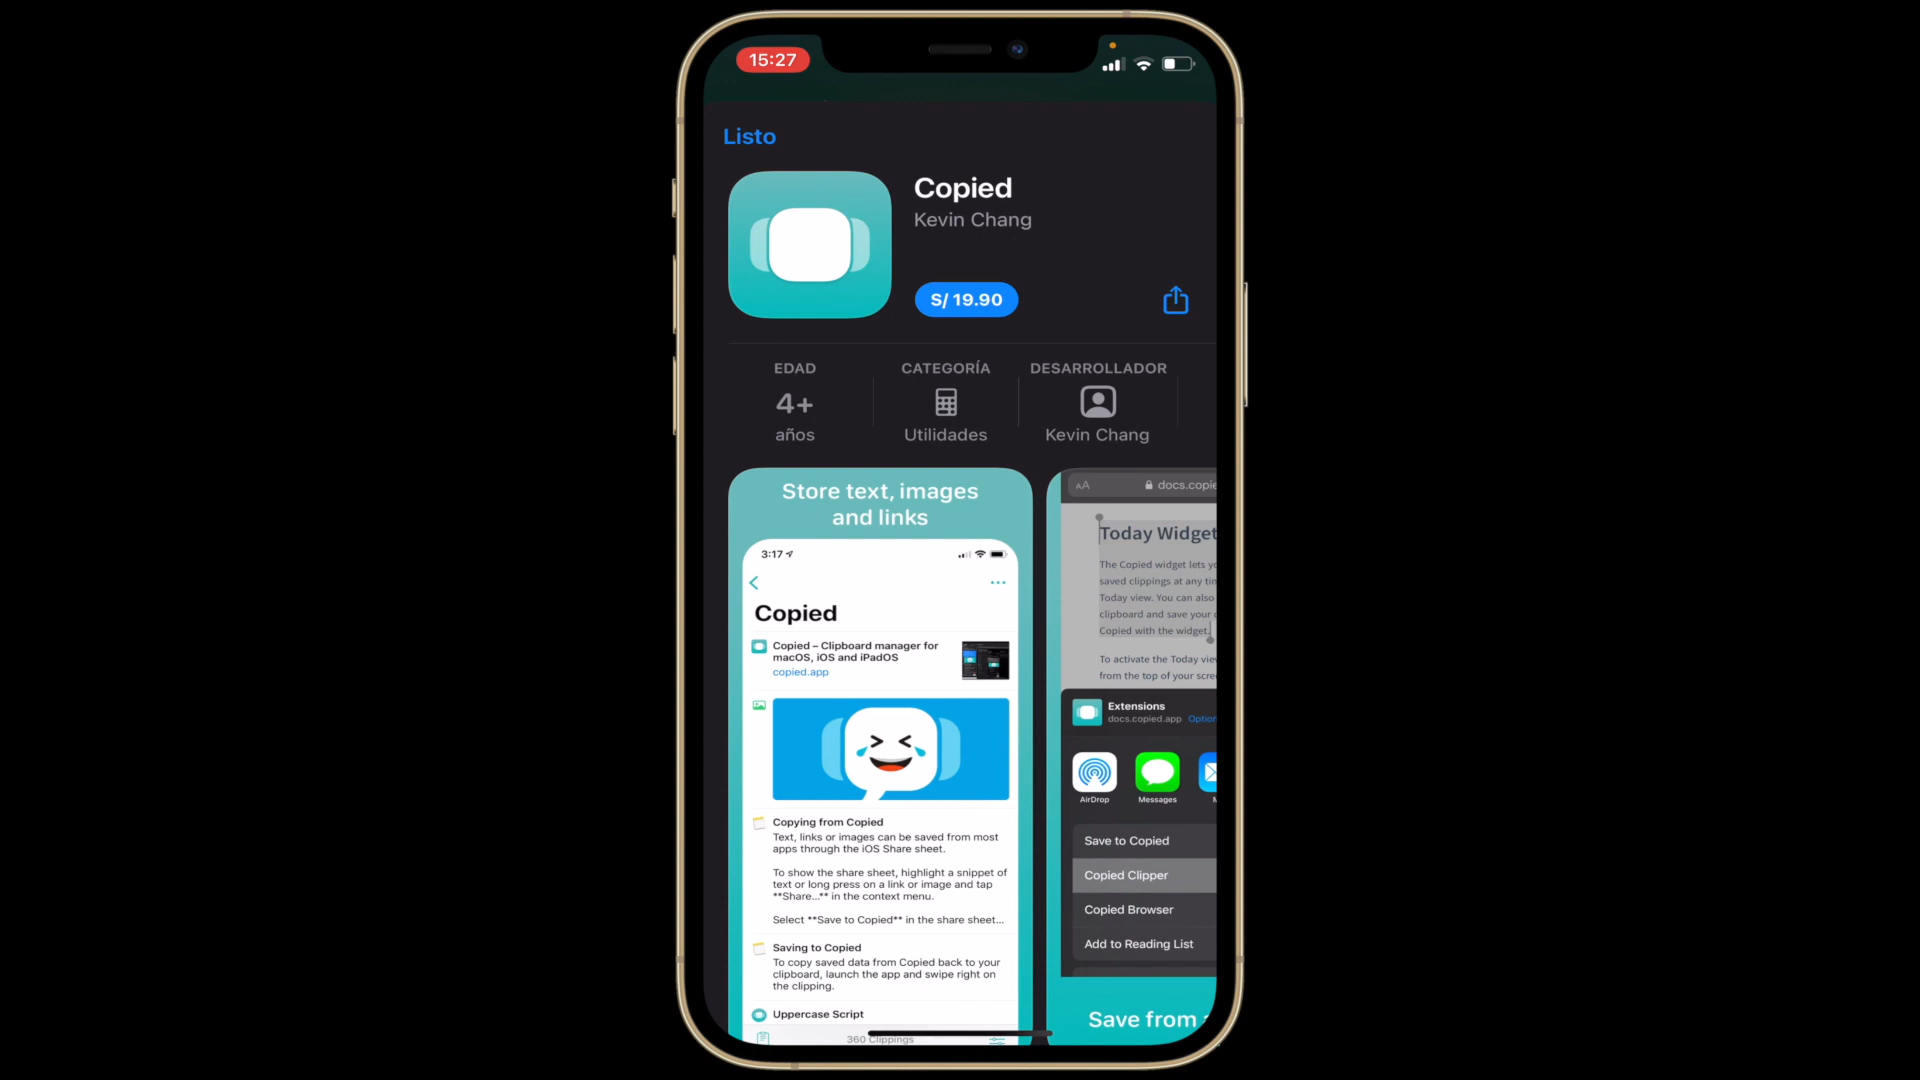 15:27
Listo
Copied
Kevin Chang
S/ 19.90
EDAD
4+
años
CATEGORÍA
Utilidades
DESARROLLADOR
Kevin Chang
Store text, images
and links
3:17
Copied
Copied – Clipboard manager for
macOS, iOS and iPadOS
copied.app
Copying from Copied
Text, links or images can be saved from most
apps through the iOS Share sheet.
To show the share sheet, highlight a snippet of
text or long press on a link or image and tap
**Share...** in the context menu.
Select **Save to Copied** in the share sheet...
Saving to Copied
To copy saved data from Copied back to your
clipboard, launch the app and swipe right on
the clipping.
Uppercase Script
360 Clippings
AA
docs.copie
Today Widget
The Copied widget lets yo
saved clippings at any tin
Today view. You can also
clipboard and save your c
Copied with the widget.
To activate the Today vie
from the top of your scre
Extensions
docs.copied.app Option
AirDrop
Messages
M
Save to Copied
Copied Clipper
Copied Browser
Add to Reading List
Save from